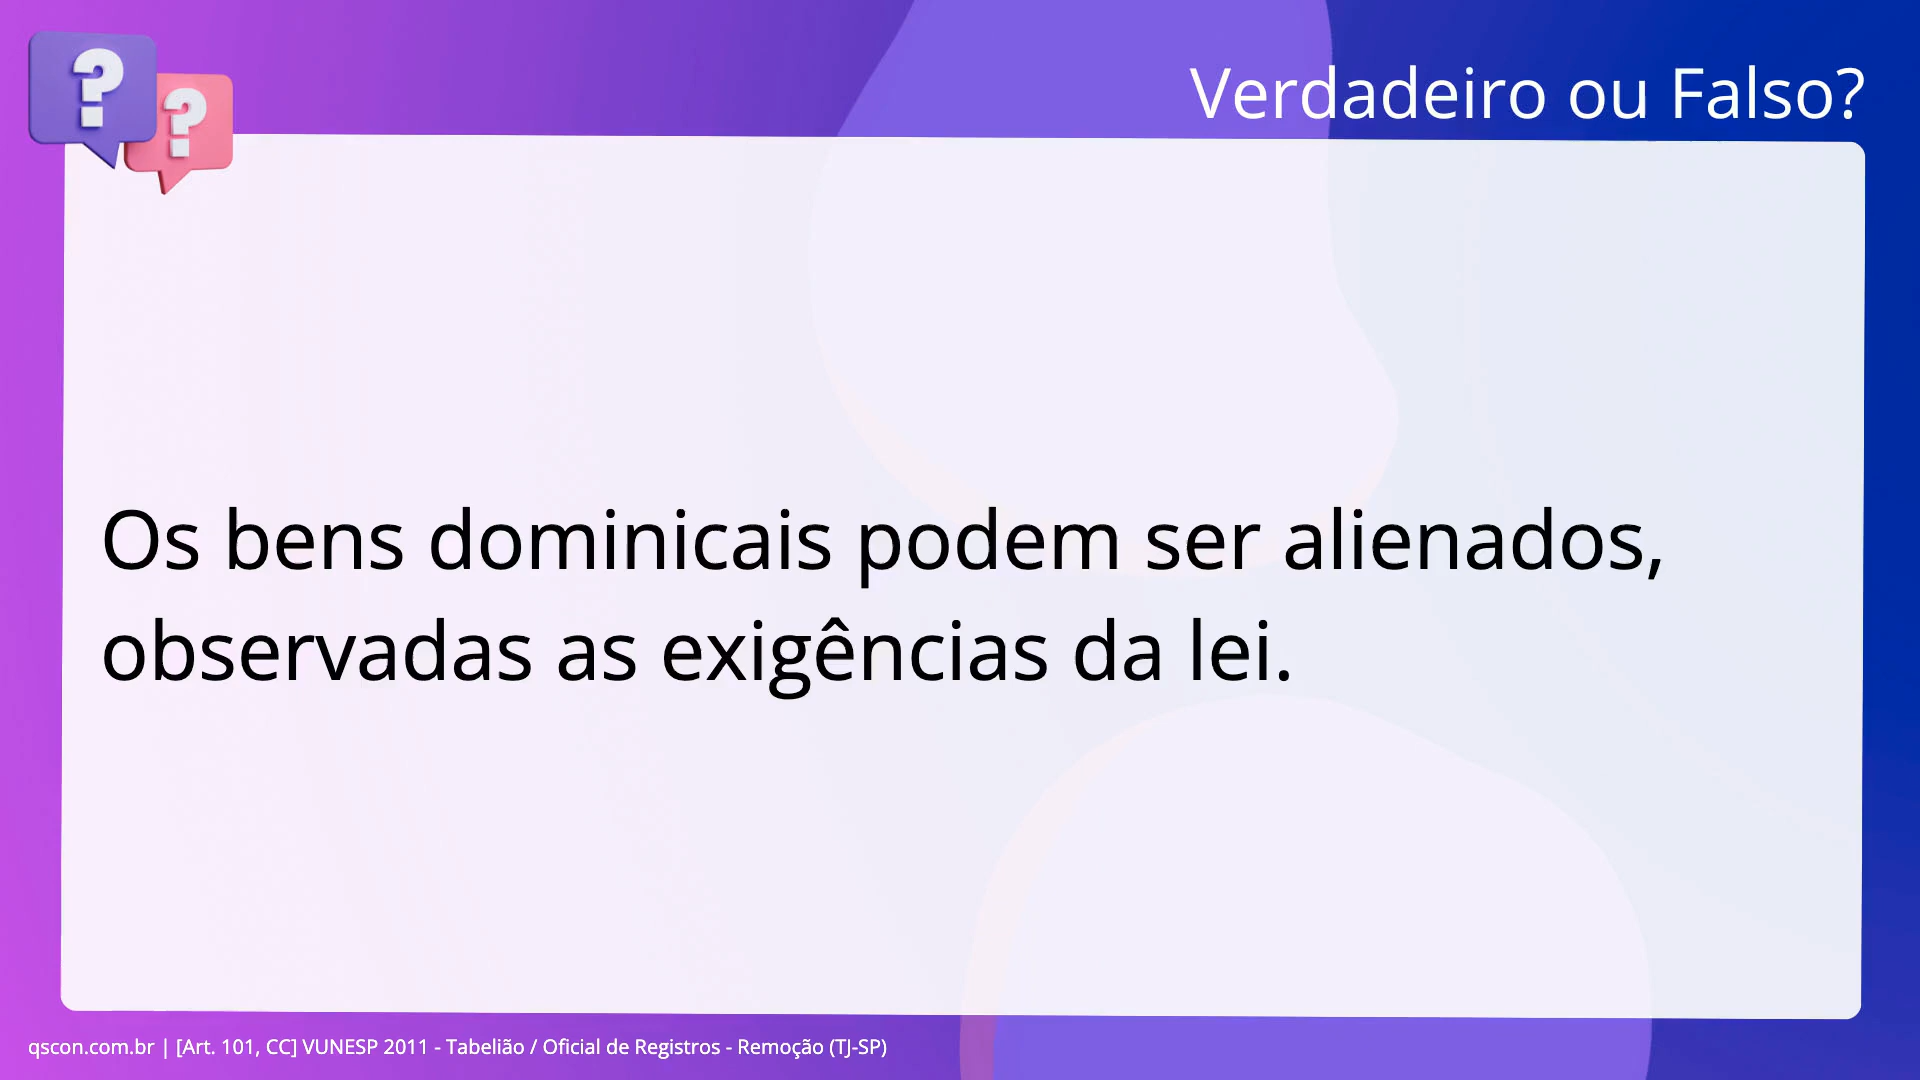 Verdadeiro ou Falso?
Os bens dominicais podem ser alienados,
observadas as exigências da lei.
qscon.com.br | [Art. 101, CC] VUNESP 2011 - Tabelião / Oficial de Registros - Remoção (TJ-SP)